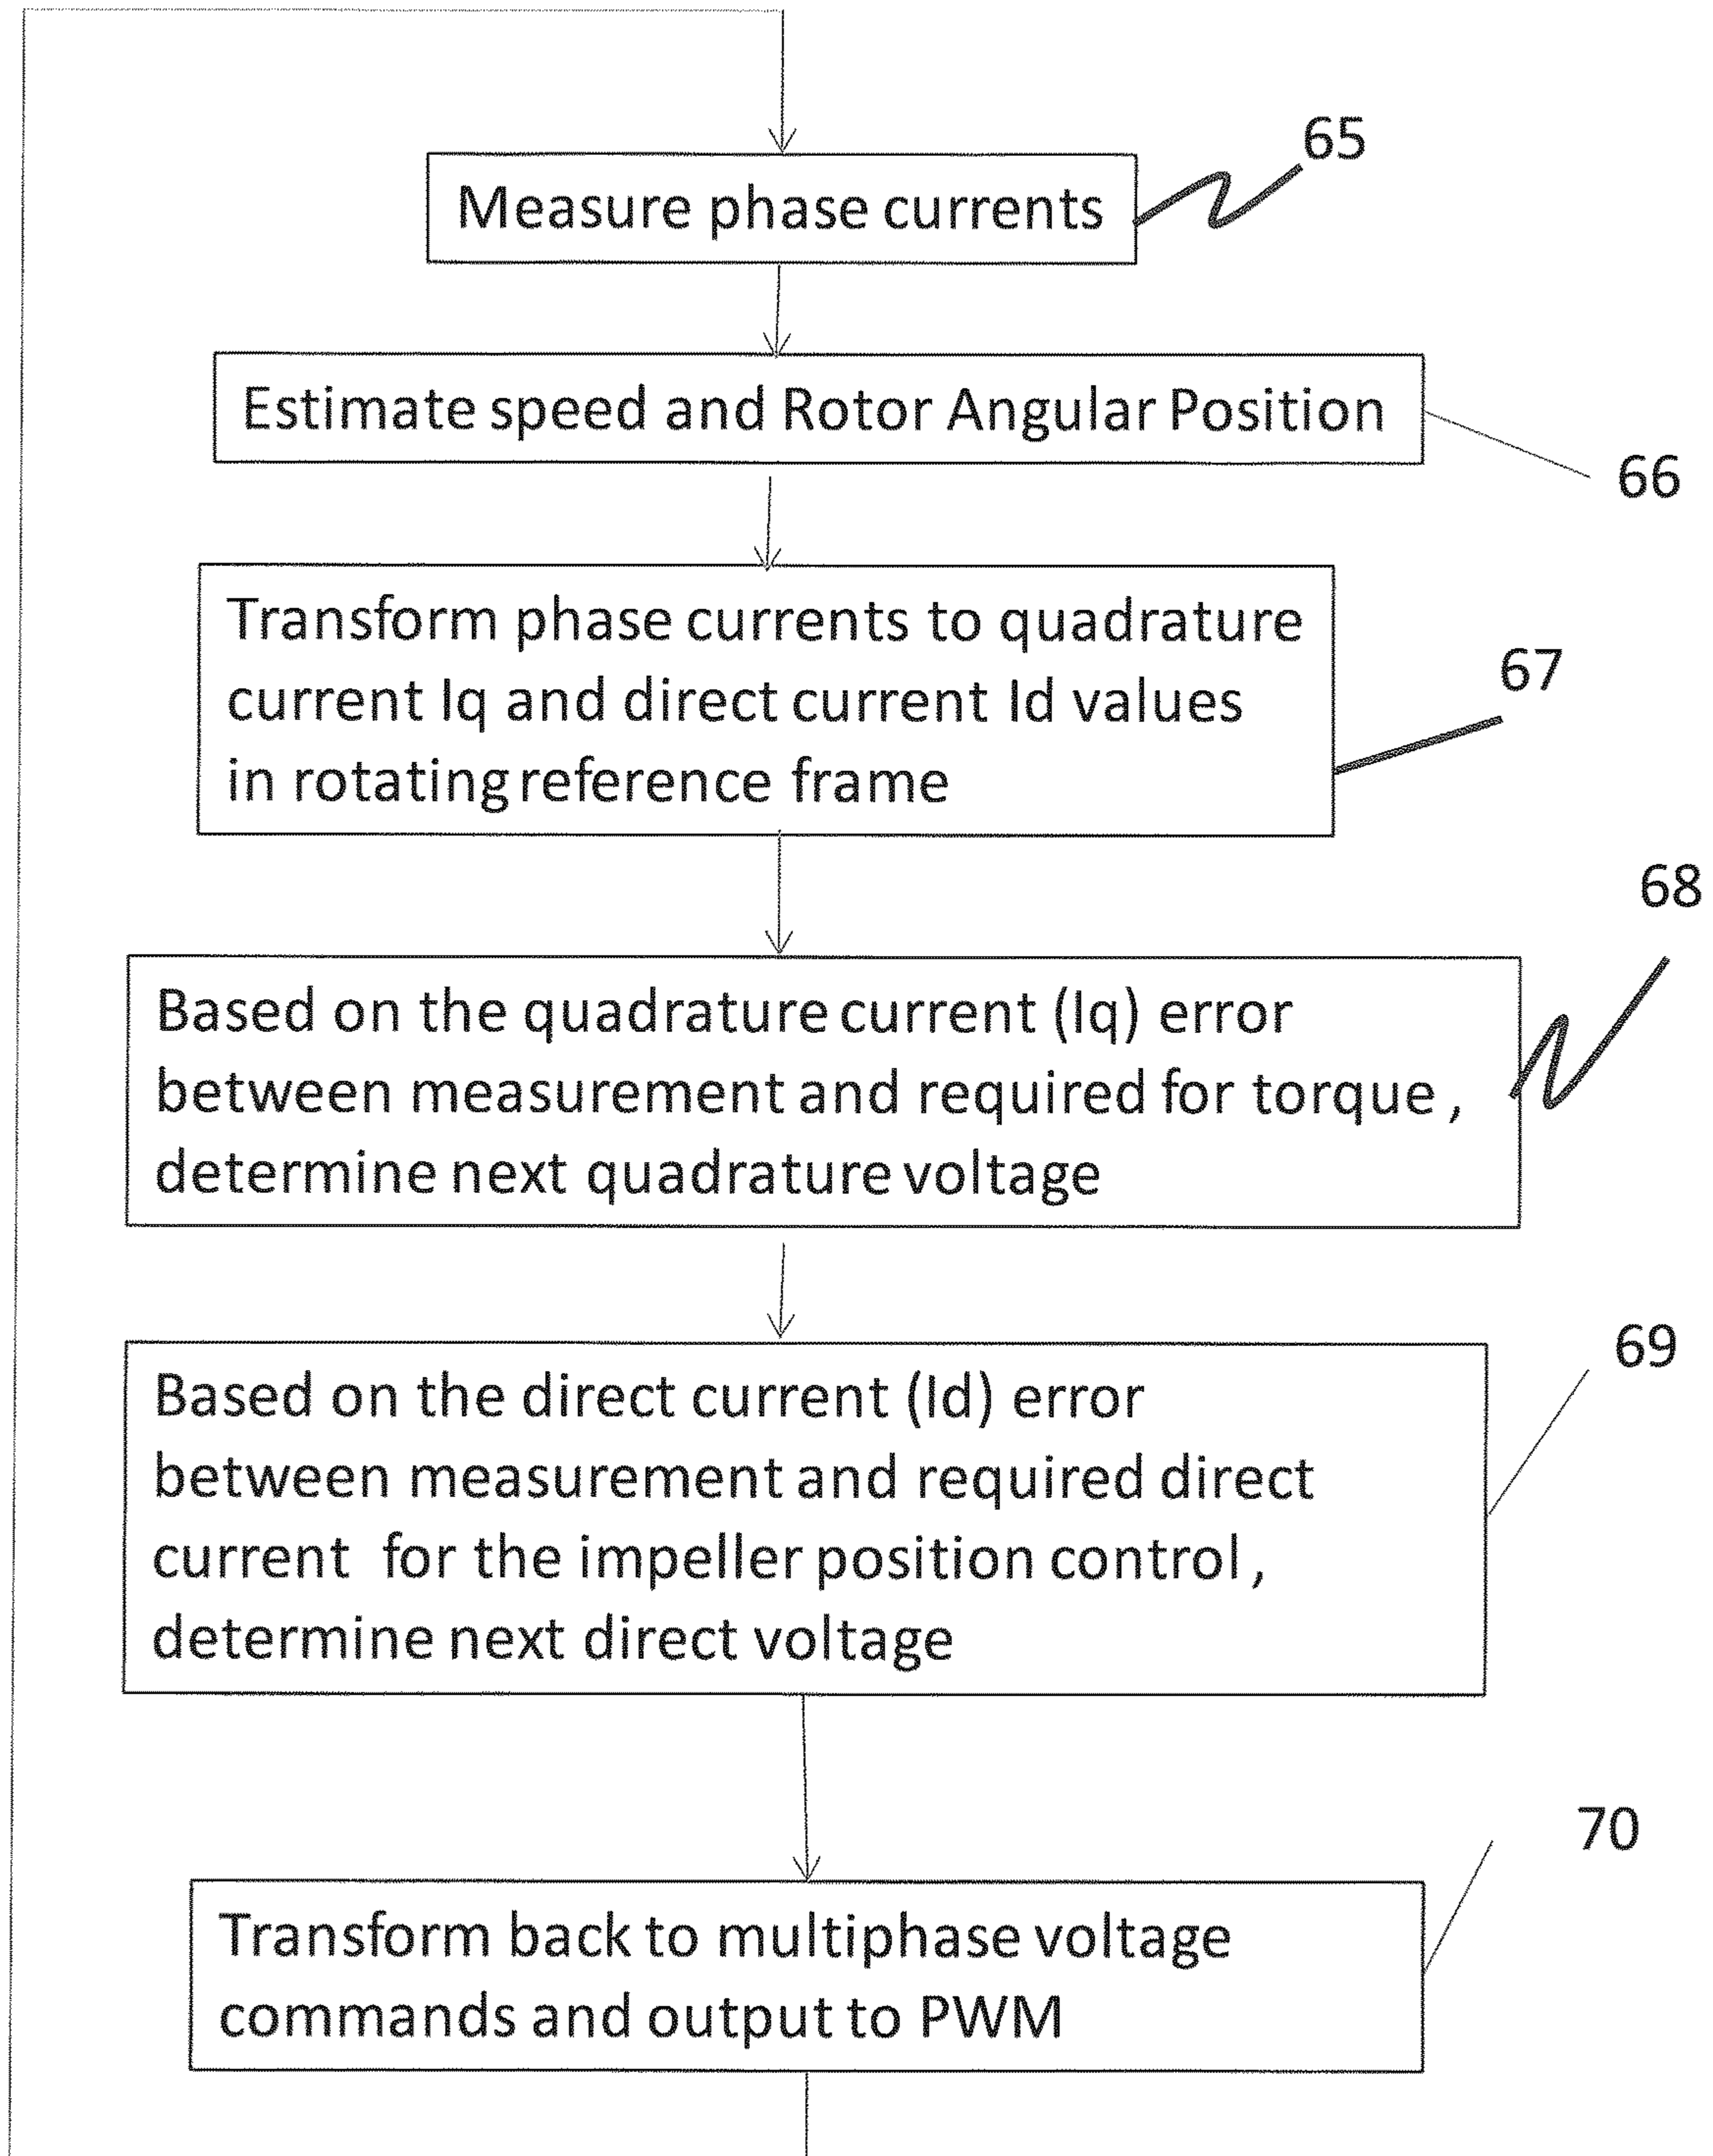 65
Measure phase currents
Estimate speed and Rotor Angular Position
66
Transform phase currents to quadrature
current Iq and direct current Id values
in rotating reference frame
67
68
Based on the quadrature current (Iq) error
between measurement and required for torque ,
determine next quadrature voltage
69
Based on the direct current (Id) error
between measurement and required direct
current for the impeller position control ,
determine next direct voltage
70
Transform back to multiphase voltage
commands and output to PWM